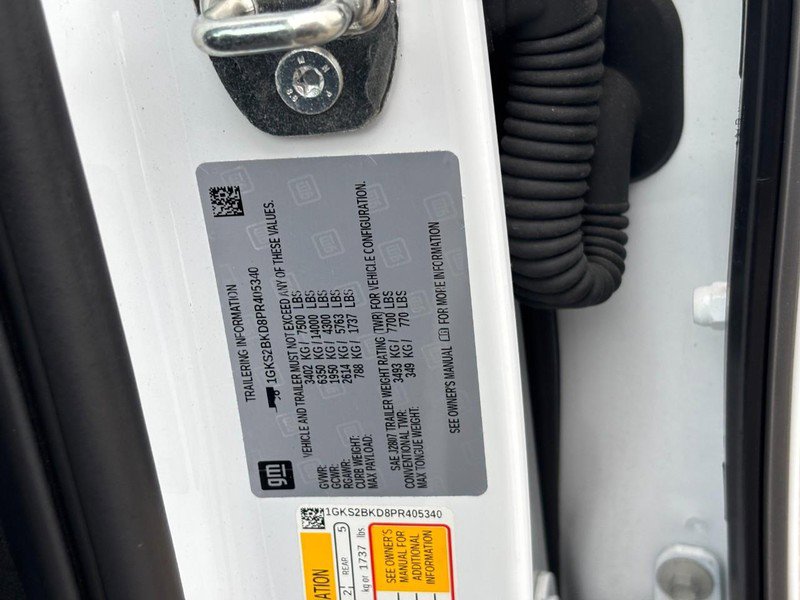 TRAILERING INFORMATION
1GKS2BKD8PR405340
VEHICLE AND TRAILER MUST NOT EXCEED ANY OF THESE VALUES.
GVWR: 3402 KG / 7500 LBS
GCWR: 6350 KG / 14000 LBS
RGAWR: 1950 KG / 4300 LBS
CURB WEIGHT: 2614 KG / 5763 LBS
MAX PAYLOAD: 788 KG / 1737 LBS
SAE J2807 TRAILER WEIGHT RATING (TWR) FOR VEHICLE CONFIGURATION.
CONVENTIONAL TWR: 3493 KG / 7700 LBS
MAX TONGUE WEIGHT: 349 KG / 770 LBS
SEE OWNER'S MANUAL FOR MORE INFORMATION
gm
1GKS2BKD8PR405340
ATION
2 REAR 5
kg or 1737 lbs.
SEE OWNER'S
MANUAL FOR
ADDITIONAL
INFORMATION